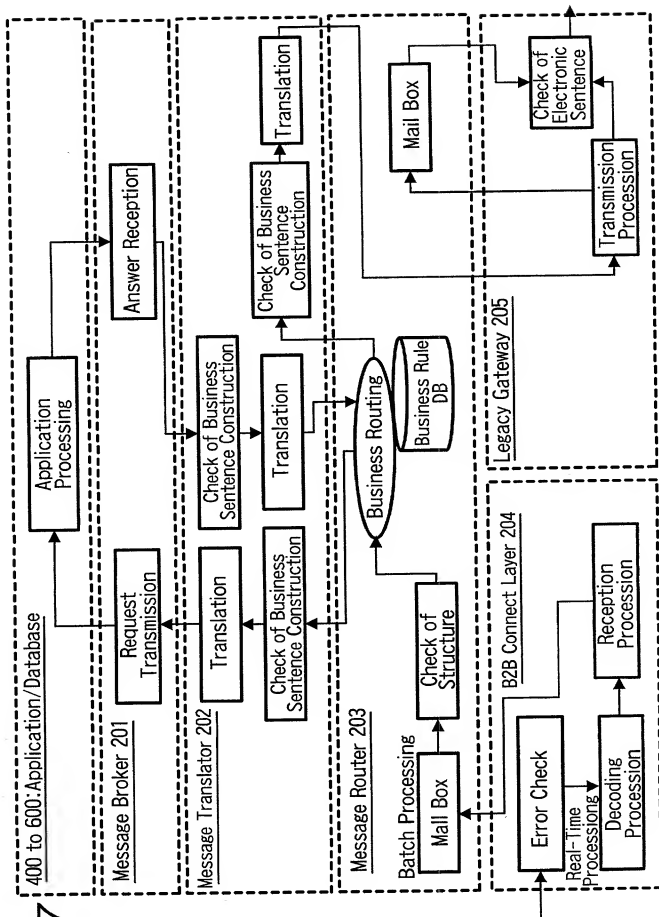 7
400 to 600: Application/Database
Application
Processing
Message Broker 201
Request
Transmission
Answer Reception
Message Translator 202
Translation
Check of Business
Sentence Construction
Check of Business
Sentence Construction
Translation
Check of Business
Sentence
Construction
Translation
Message Router 203
Batch Processing
Mall Box
Check of
Structure
Business Routing
Business Rule
DB
Mail Box
B2B Connect Layer 204
Error Check
Real-Time
Processiong
Decoding
Procession
Reception
Procession
Legacy Gateway 205
Transmission
Procession
Check of
Electronic
Sentence